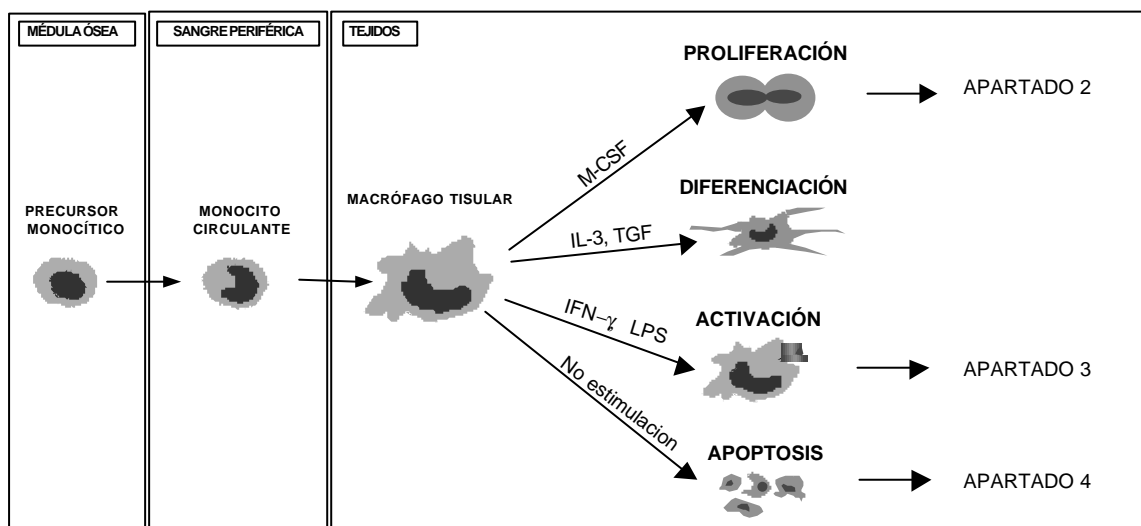 MÉDULA ÓSEA
SANGRE PERIFÉRICA
TEJIDOS
PRECURSOR
MONOCÍTICO
MONOCITO
CIRCULANTE
MACRÓFAGO TISULAR
M-CSF
PROLIFERACIÓN
APARTADO 2
IL-3, TGF
DIFERENCIACIÓN
IFN–γ, LPS
ACTIVACIÓN
APARTADO 3
No estimulacion
APOPTOSIS
APARTADO 4